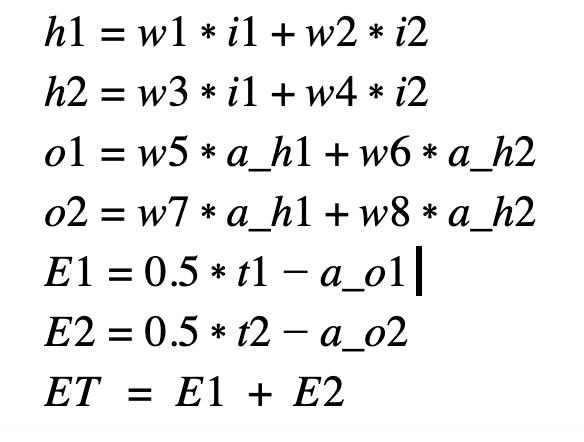 h1 = w1 * i1 + w2 * i2
h2 = w3 * i1 + w4 * i2
o1 = w5 * a_h1 + w6 * a_h2
o2 = w7 * a_h1 + w8 * a_h2
E1 = 0.5 * t1 − a_o1
E2 = 0.5 * t2 − a_o2
ET = E1 + E2